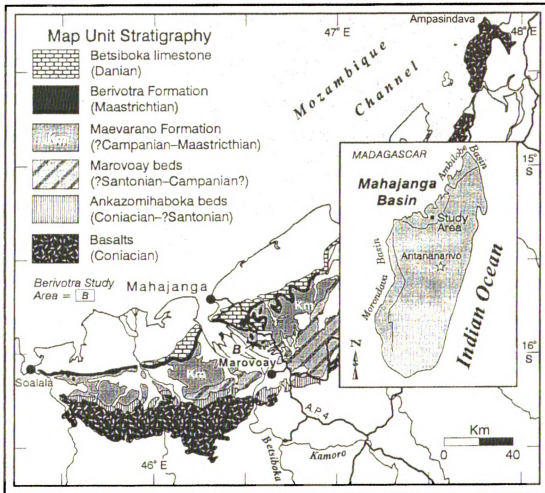 Map Unit Stratigraphy
Betsiboka limestone
(Danian)
Berivotra Formation
(Maastrichtian)
Km
Maevarano Formation
(?Campanian–Maastricthian)
Marovoay beds
(?Santonian–Campanian?)
Ankazomihaboka beds
(Coniacian–?Santonian)
Basalts
(Coniacian)
Berivotra Study
Area = B
Ampasindava
47° E
48° E
Mozambique
Channel
15°
S
16°
S
46° E
Mahajanga
Km
B
Marovoay
Km
Soalala
AP4
Betsiboka
Kamoro
Km
0
40
MADAGASCAR
Ambilobe
Basin
Mahajanga
Basin
Study
Area
Antananarivo
Morondava
Basin
Indian Ocean
N